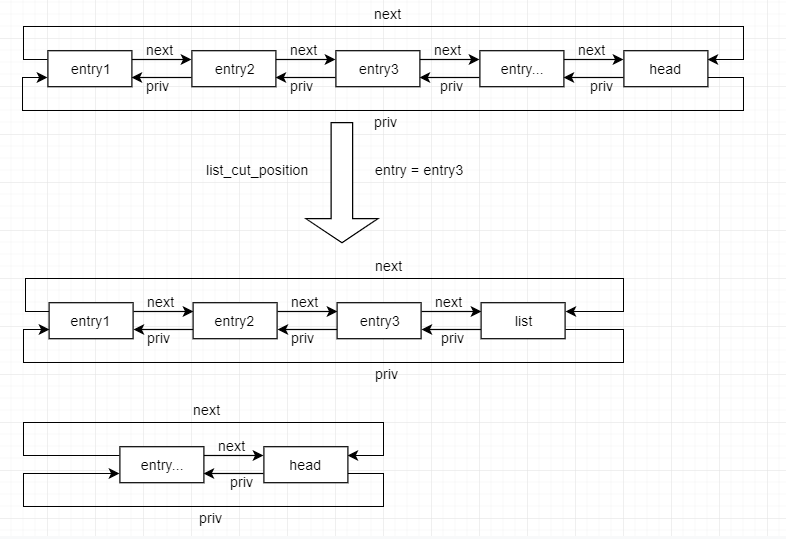 next
next next next next
entry1 entry2 entry3 entry... head
priv priv priv priv
priv
list_cut_position entry = entry3
next
next next next
entry1 entry2 entry3 list
priv priv priv
priv
next
next
entry... head
priv
priv